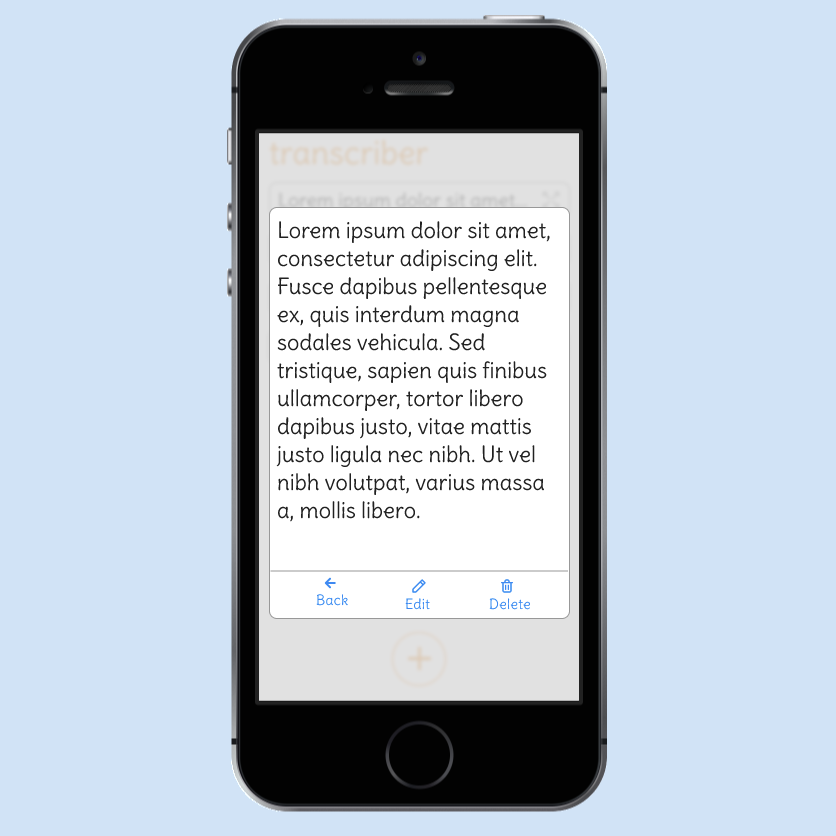 transcriber
Lorem ipsum dolor sit amet...
Lorem ipsum dolor sit amet,
consectetur adipiscing elit.
Fusce dapibus pellentesque
ex, quis interdum magna
sodales vehicula. Sed
tristique, sapien quis finibus
ullamcorper, tortor libero
dapibus justo, vitae mattis
justo ligula nec nibh. Ut vel
nibh volutpat, varius massa
a, mollis libero.
Back Edit Delete